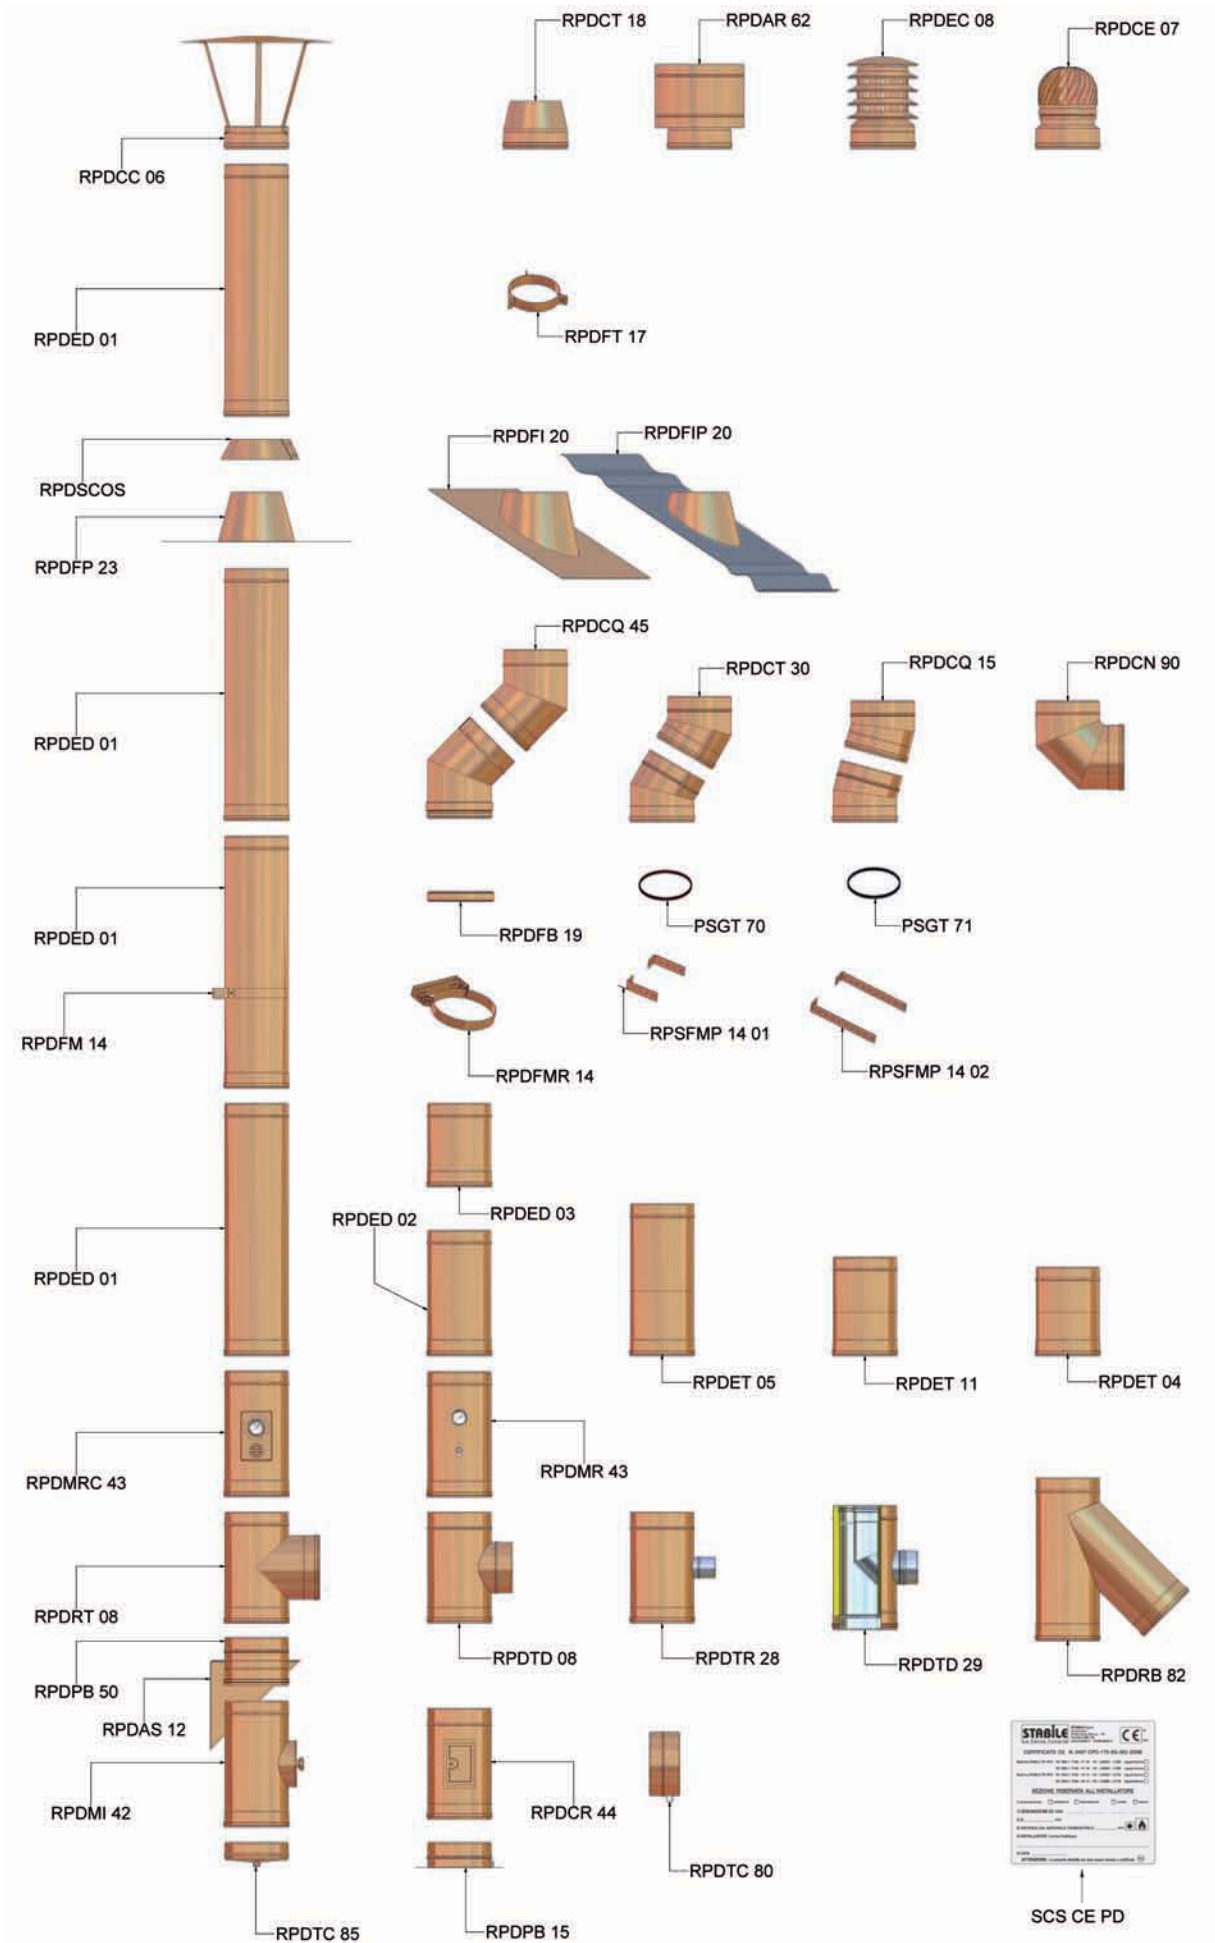 RPDCT 18
RPDAR 62
RPDEC 08
RPDCE 07
RPDCC 06
RPDED 01
RPDFT 17
RPDFI 20
RPDFIP 20
RPDSCOS
RPDFP 23
RPDCQ 45
RPDCT 30
RPDCQ 15
RPDCN 90
RPDED 01
RPDED 01
RPDFB 19
PSGT 70
PSGT 71
RPDFM 14
RPDFMR 14
RPSFMP 14 01
RPSFMP 14 02
RPDED 02
RPDED 03
RPDED 01
RPDET 05
RPDET 11
RPDET 04
RPDMRC 43
RPDMR 43
RPDRT 08
RPDTD 08
RPDTR 28
RPDTD 29
RPDRB 82
RPDPB 50
RPDAS 12
RPDMI 42
RPDCR 44
RPDTC 80
RPDTC 85
RPDPB 15
STABILE
CE
SEZIONE RISERVATA ALL'INSTALLATORE
SCS CE PD